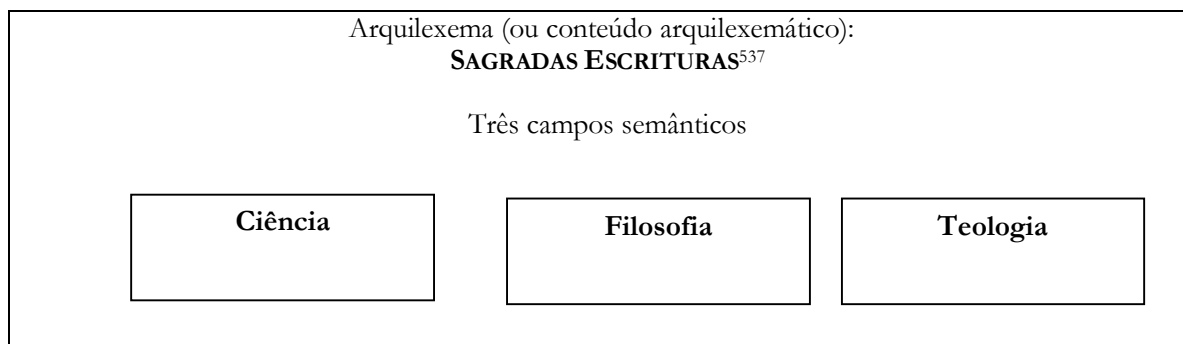 Arquilexema (ou conteúdo arquilexemático):
SAGRADAS ESCRITURAS537
Três campos semânticos
Ciência
Filosofia
Teologia